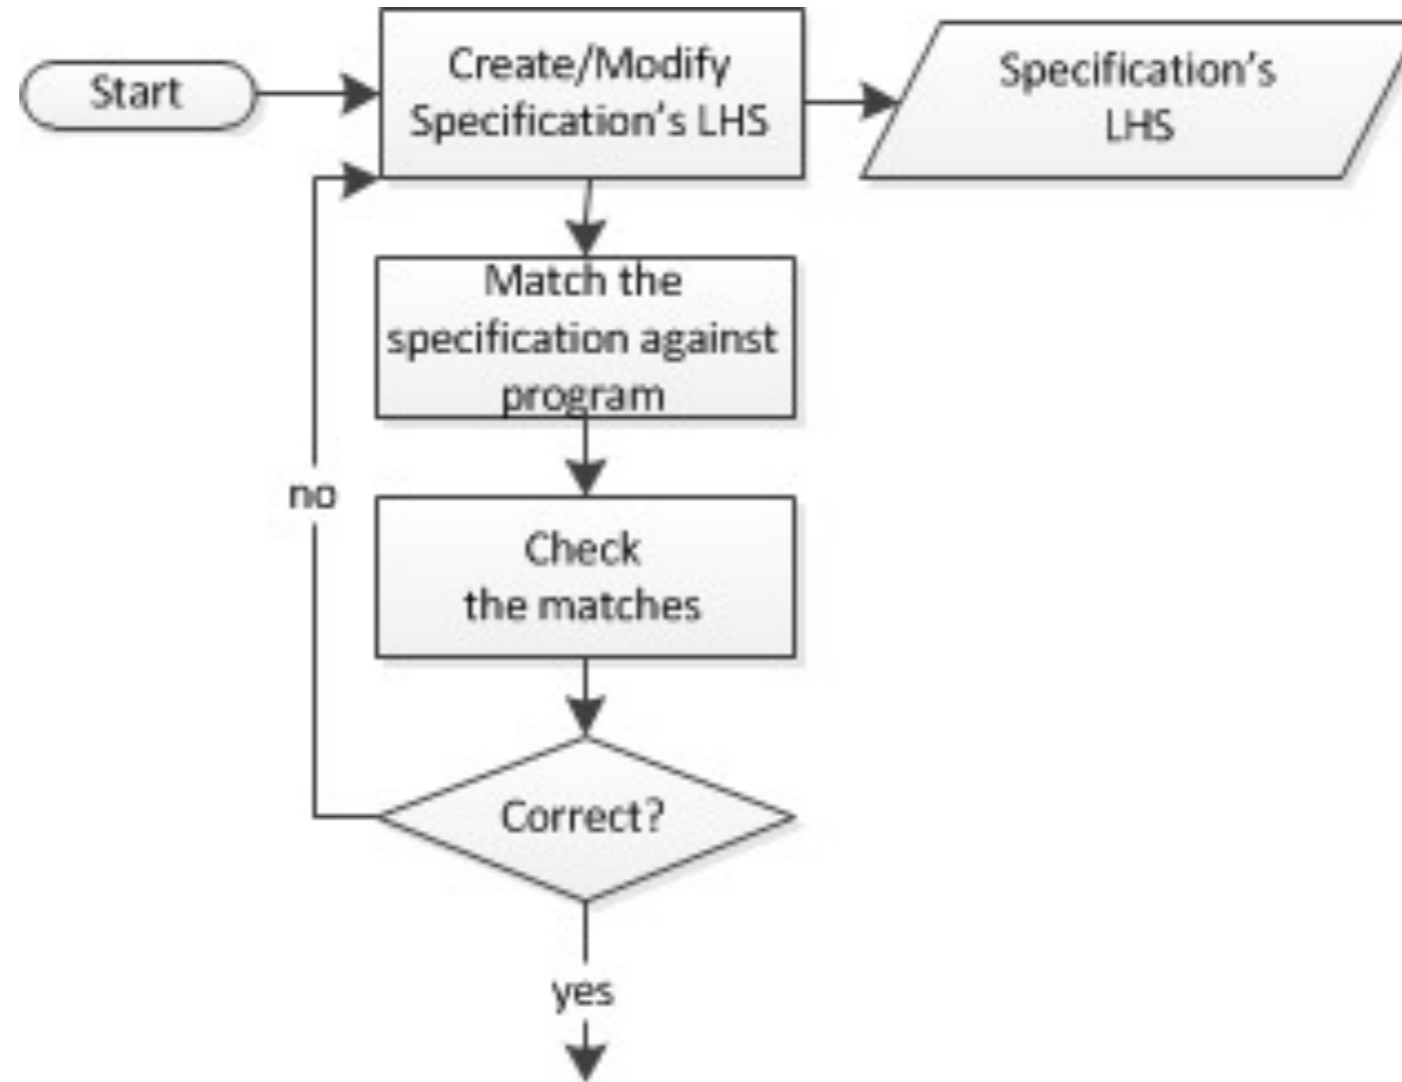 Start
Create/Modify
Specification's LHS
Specification's
LHS
Match the
specification against
program
no
Check
the matches
Correct?
yes